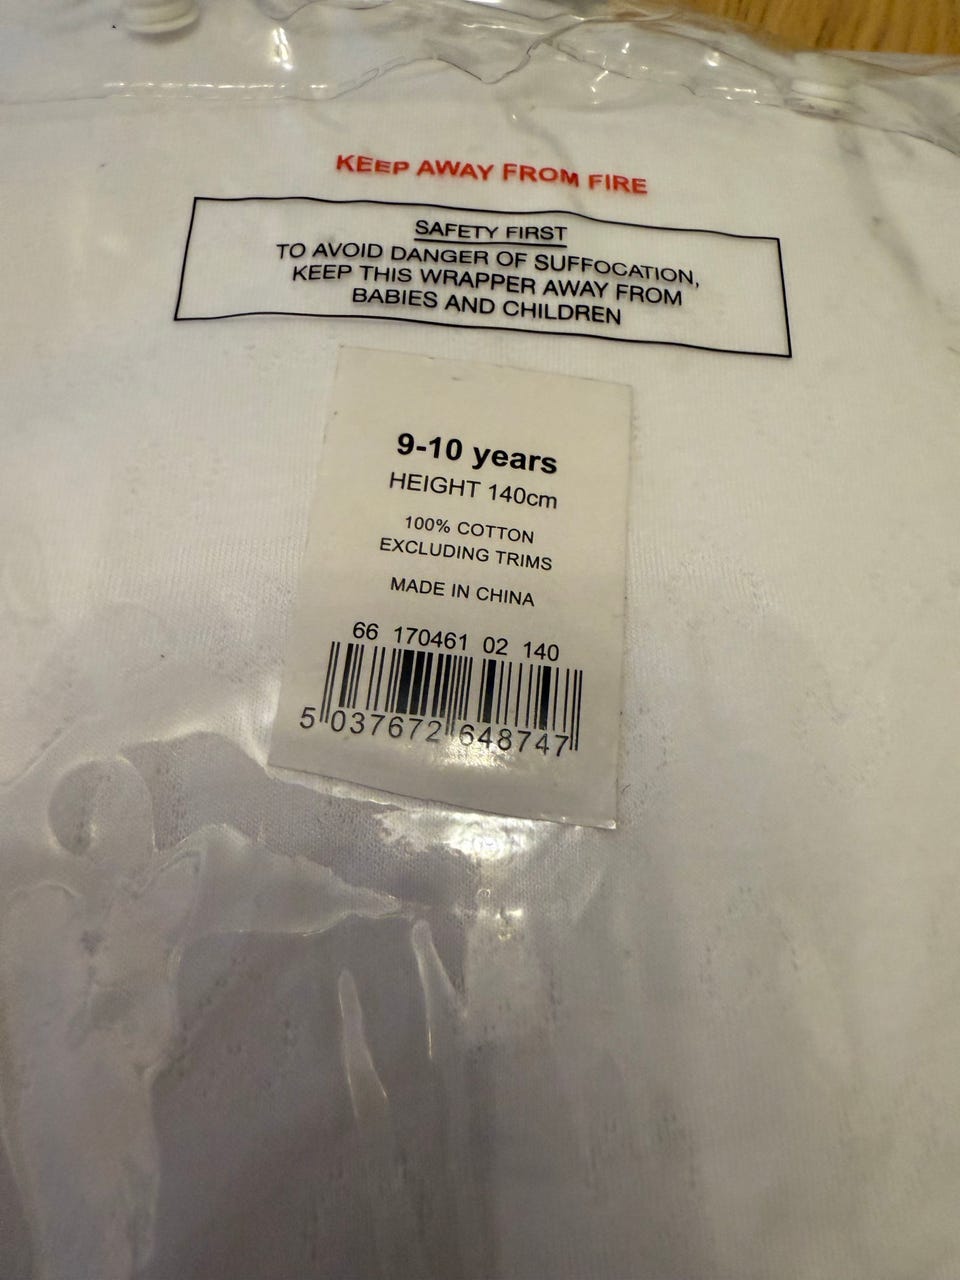 KEEP AWAY FROM FIRE
SAFETY FIRST
TO AVOID DANGER OF SUFFOCATION,
KEEP THIS WRAPPER AWAY FROM
BABIES AND CHILDREN
9-10 years
HEIGHT 140cm
100% COTTON
EXCLUDING TRIMS
MADE IN CHINA
66 170461 02 140
5 037672 648747